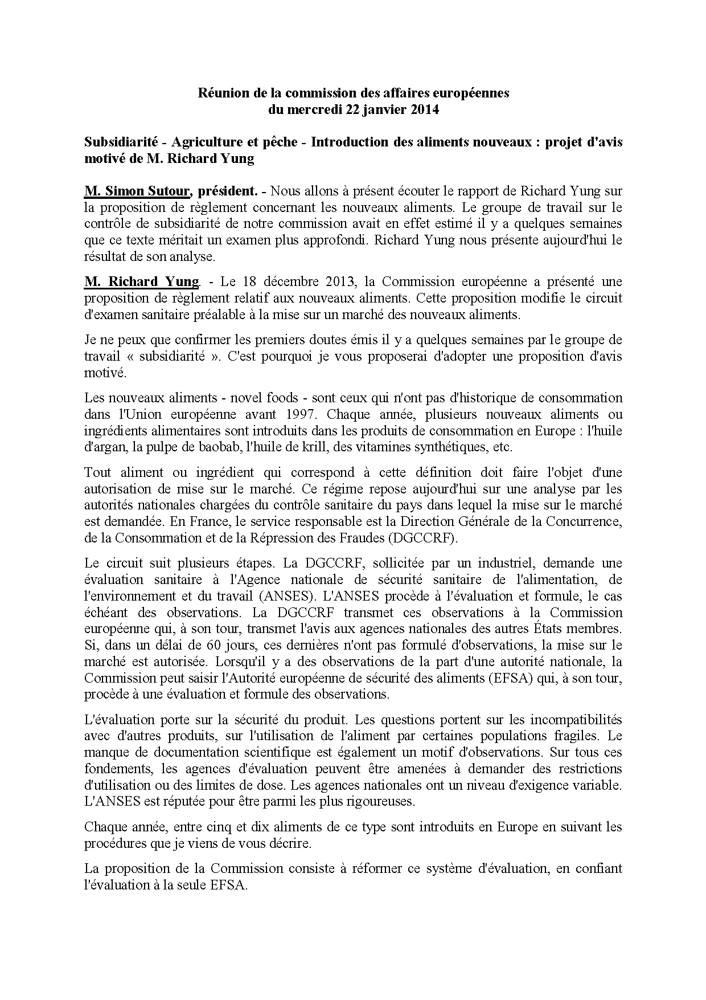 Réunion de la commission des affaires européennes
du mercredi 22 janvier 2014
Subsidiarité - Agriculture et pêche - Introduction des aliments nouveaux : projet d'avis
motivé de M. Richard Yung
M. Simon Sutour, président. - Nous allons à présent écouter le rapport de Richard Yung sur
la proposition de règlement concernant les nouveaux aliments. Le groupe de travail sur le
contrôle de subsidiarité de notre commission avait en effet estimé il y a quelques semaines
que ce texte méritait un examen plus approfondi. Richard Yung nous présente aujourd'hui le
résultat de son analyse.
M. Richard Yung. - Le 18 décembre 2013, la Commission européenne a présenté une
proposition de règlement relatif aux nouveaux aliments. Cette proposition modifie le circuit
d'examen sanitaire préalable à la mise sur un marché des nouveaux aliments.
Je ne peux que confirmer les premiers doutes émis il y a quelques semaines par le groupe de
travail « subsidiarité ». C'est pourquoi je vous proposerai d'adopter une proposition d'avis
motivé.
Les nouveaux aliments - novel foods - sont ceux qui n'ont pas d'historique de consommation
dans l'Union européenne avant 1997. Chaque année, plusieurs nouveaux aliments ou
ingrédients alimentaires sont introduits dans les produits de consommation en Europe : l'huile
d'argan, la pulpe de baobab, l'huile de krill, des vitamines synthétiques, etc.
Tout aliment ou ingrédient qui correspond à cette définition doit faire l'objet d'une
autorisation de mise sur le marché. Ce régime repose aujourd'hui sur une analyse par les
autorités nationales chargées du contrôle sanitaire du pays dans lequel la mise sur le marché
est demandée. En France, le service responsable est la Direction Générale de la Concurrence,
de la Consommation et de la Répression des Fraudes (DGCCRF).
Le circuit suit plusieurs étapes. La DGCCRF, sollicitée par un industriel, demande une
évaluation sanitaire à l'Agence nationale de sécurité sanitaire de l'alimentation, de
l'environnement et du travail (ANSES). L'ANSES procède à l'évaluation et formule, le cas
échéant des observations. La DGCCRF transmet ces observations à la Commission
européenne qui, à son tour, transmet l'avis aux agences nationales des autres États membres.
Si, dans un délai de 60 jours, ces dernières n'ont pas formulé d'observations, la mise sur le
marché est autorisée. Lorsqu'il y a des observations de la part d'une autorité nationale, la
Commission peut saisir l'Autorité européenne de sécurité des aliments (EFSA) qui, à son tour,
procède à une évaluation et formule des observations.
L'évaluation porte sur la sécurité du produit. Les questions portent sur les incompatibilités
avec d'autres produits, sur l'utilisation de l'aliment par certaines populations fragiles. Le
manque de documentation scientifique est également un motif d'observations. Sur tous ces
fondements, les agences d'évaluation peuvent être amenées à demander des restrictions
d'utilisation ou des limites de dose. Les agences nationales ont un niveau d'exigence variable.
L'ANSES est réputée pour être parmi les plus rigoureuses.
Chaque année, entre cinq et dix aliments de ce type sont introduits en Europe en suivant les
procédures que je viens de vous décrire.
La proposition de la Commission consiste à réformer ce système d'évaluation, en confiant
l'évaluation à la seule EFSA.